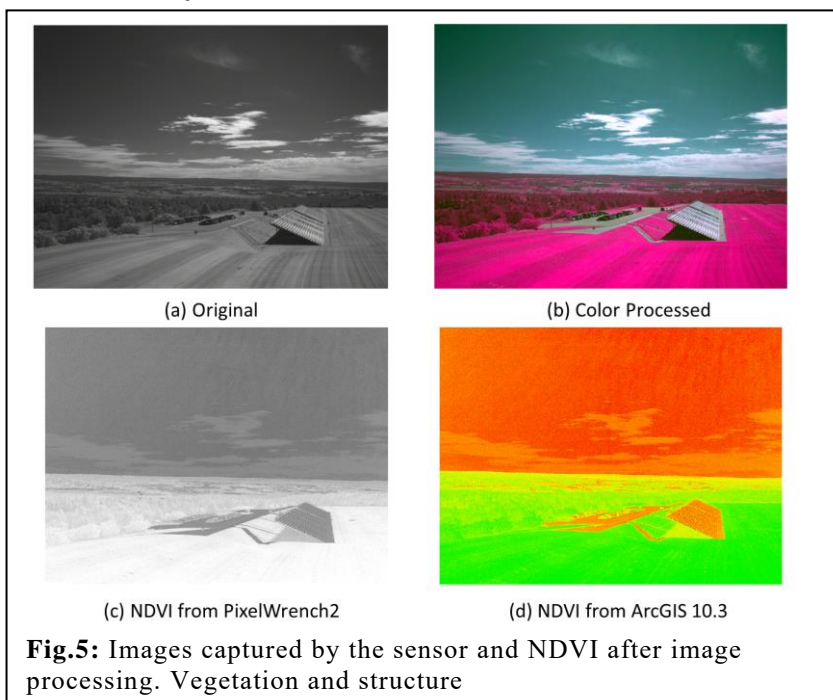 (a) Original
(b) Color Processed
(c) NDVI from PixelWrench2
(d) NDVI from ArcGIS 10.3
Fig.5: Images captured by the sensor and NDVI after image
processing. Vegetation and structure